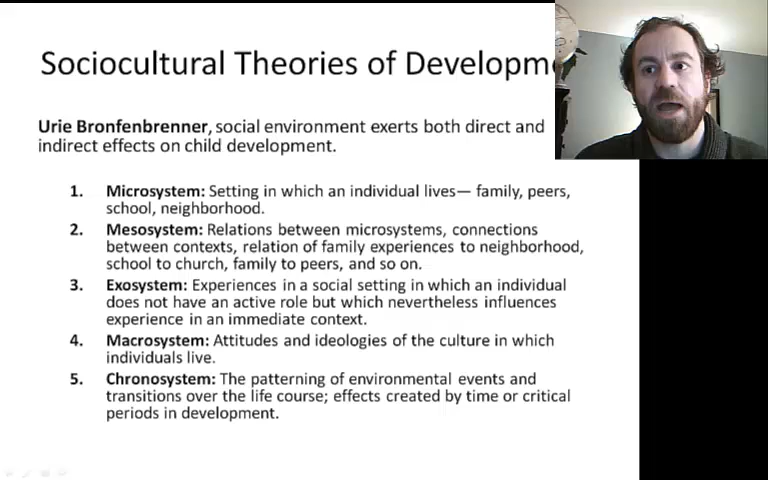 Sociocultural Theories of Developm
Urie Bronfenbrenner, social environment exerts both direct and
indirect effects on child development.
1. Microsystem: Setting in which an individual lives— family, peers,
school, neighborhood.
2. Mesosystem: Relations between microsystems, connections
between contexts, relation of family experiences to neighborhood,
school to church, family to peers, and so on.
3. Exosystem: Experiences in a social setting in which an individual
does not have an active role but which nevertheless influences
experience in an immediate context.
4. Macrosystem: Attitudes and ideologies of the culture in which
individuals live.
5. Chronosystem: The patterning of environmental events and
transitions over the life course; effects created by time or critical
periods in development.